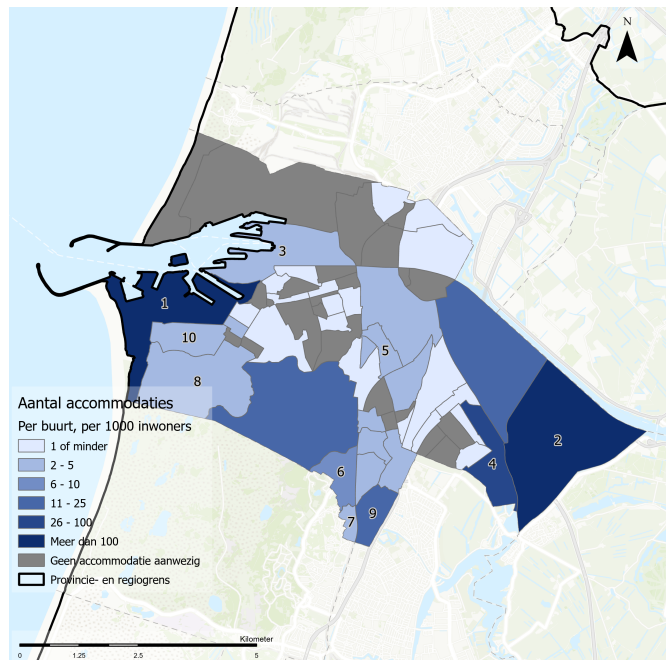 N
3
1
10
5
8
2
4
6
7
9
Aantal accommodaties
Per buurt, per 1000 inwoners
1 of minder
2 - 5
6 - 10
11 - 25
26 - 100
Meer dan 100
Geen accommodatie aanwezig
Provincie- en regiogrens
Kilometer
0 1.25 2.5 5